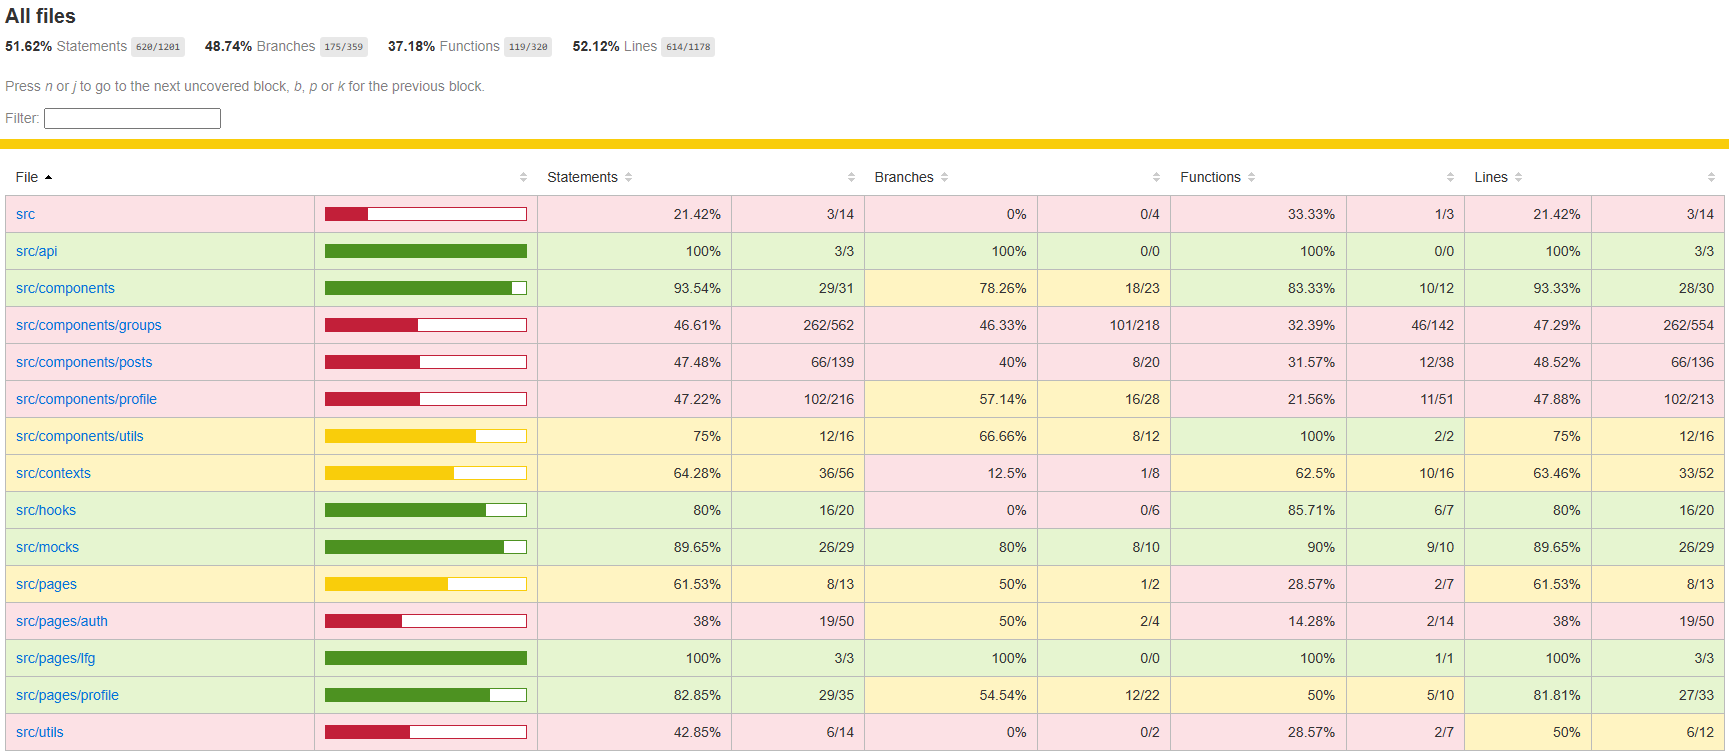 All files
51.62% Statements 620/1201 48.74% Branches 175/359 37.18% Functions 119/320 52.12% Lines 614/1178
Press n or j to go to the next uncovered block, b, p or k for the previous block.
Filter:
File Statements Branches Functions Lines
src 21.42% 3/14 0% 0/4 33.33% 1/3 21.42% 3/14
src/api 100% 3/3 100% 0/0 100% 0/0 100% 3/3
src/components 93.54% 29/31 78.26% 18/23 83.33% 10/12 93.33% 28/30
src/components/groups 46.61% 262/562 46.33% 101/218 32.39% 46/142 47.29% 262/554
src/components/posts 47.48% 66/139 40% 8/20 31.57% 12/38 48.52% 66/136
src/components/profile 47.22% 102/216 57.14% 16/28 21.56% 11/51 47.88% 102/213
src/components/utils 75% 12/16 66.66% 8/12 100% 2/2 75% 12/16
src/contexts 64.28% 36/56 12.5% 1/8 62.5% 10/16 63.46% 33/52
src/hooks 80% 16/20 0% 0/6 85.71% 6/7 80% 16/20
src/mocks 89.65% 26/29 80% 8/10 90% 9/10 89.65% 26/29
src/pages 61.53% 8/13 50% 1/2 28.57% 2/7 61.53% 8/13
src/pages/auth 38% 19/50 50% 2/4 14.28% 2/14 38% 19/50
src/pages/lfg 100% 3/3 100% 0/0 100% 1/1 100% 3/3
src/pages/profile 82.85% 29/35 54.54% 12/22 50% 5/10 81.81% 27/33
src/utils 42.85% 6/14 0% 0/2 28.57% 2/7 50% 6/12